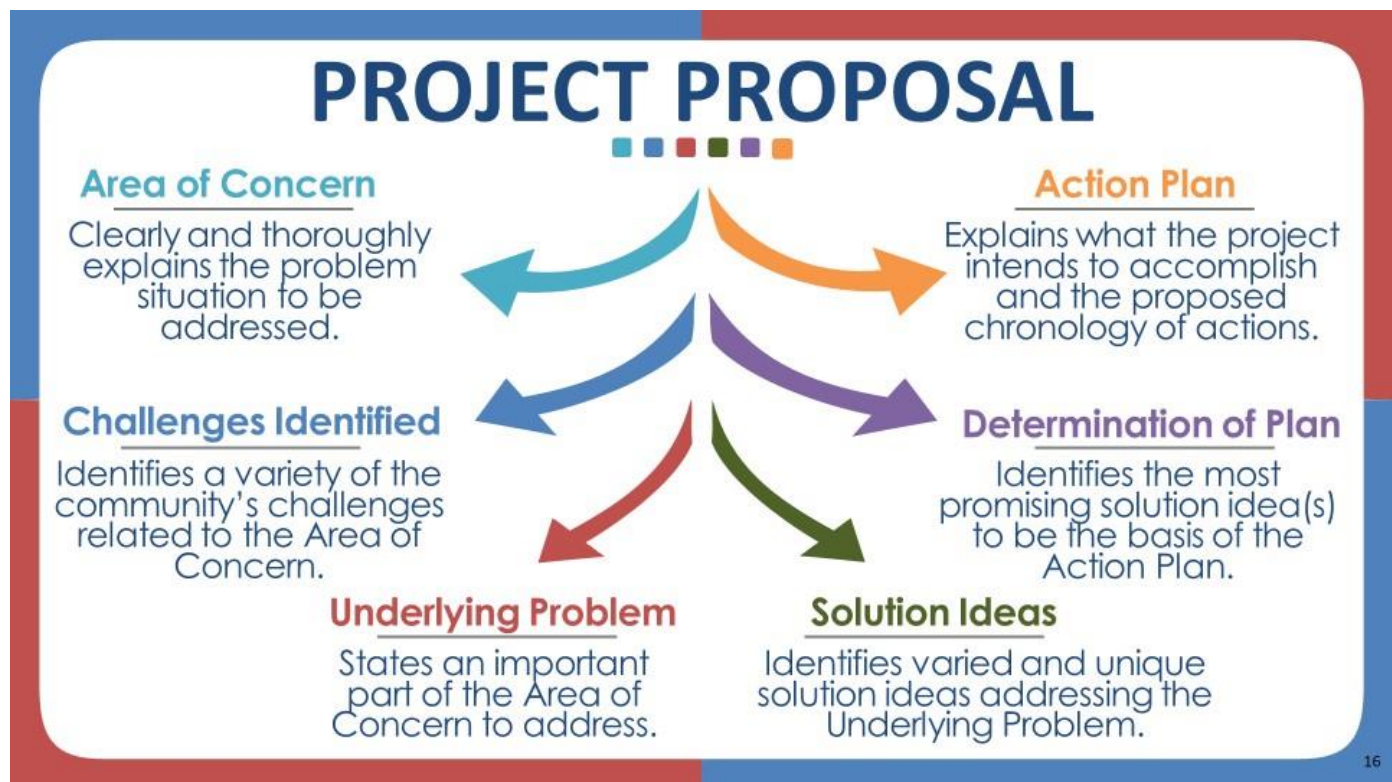 PROJECT PROPOSAL
Area of Concern
Clearly and thoroughly
explains the problem
situation to be
addressed.
Challenges Identified
Identifies a variety of the
community's challenges
related to the Area of
Concern.
Underlying Problem
States an important
part of the Area of
Concern to address.
Solution Ideas
Identifies varied and unique
solution ideas addressing the
Underlying Problem.
Determination of Plan
Identifies the most
promising solution idea(s)
to be the basis of the
Action Plan.
Action Plan
Explains what the project
intends to accomplish
and the proposed
chronology of actions.
16